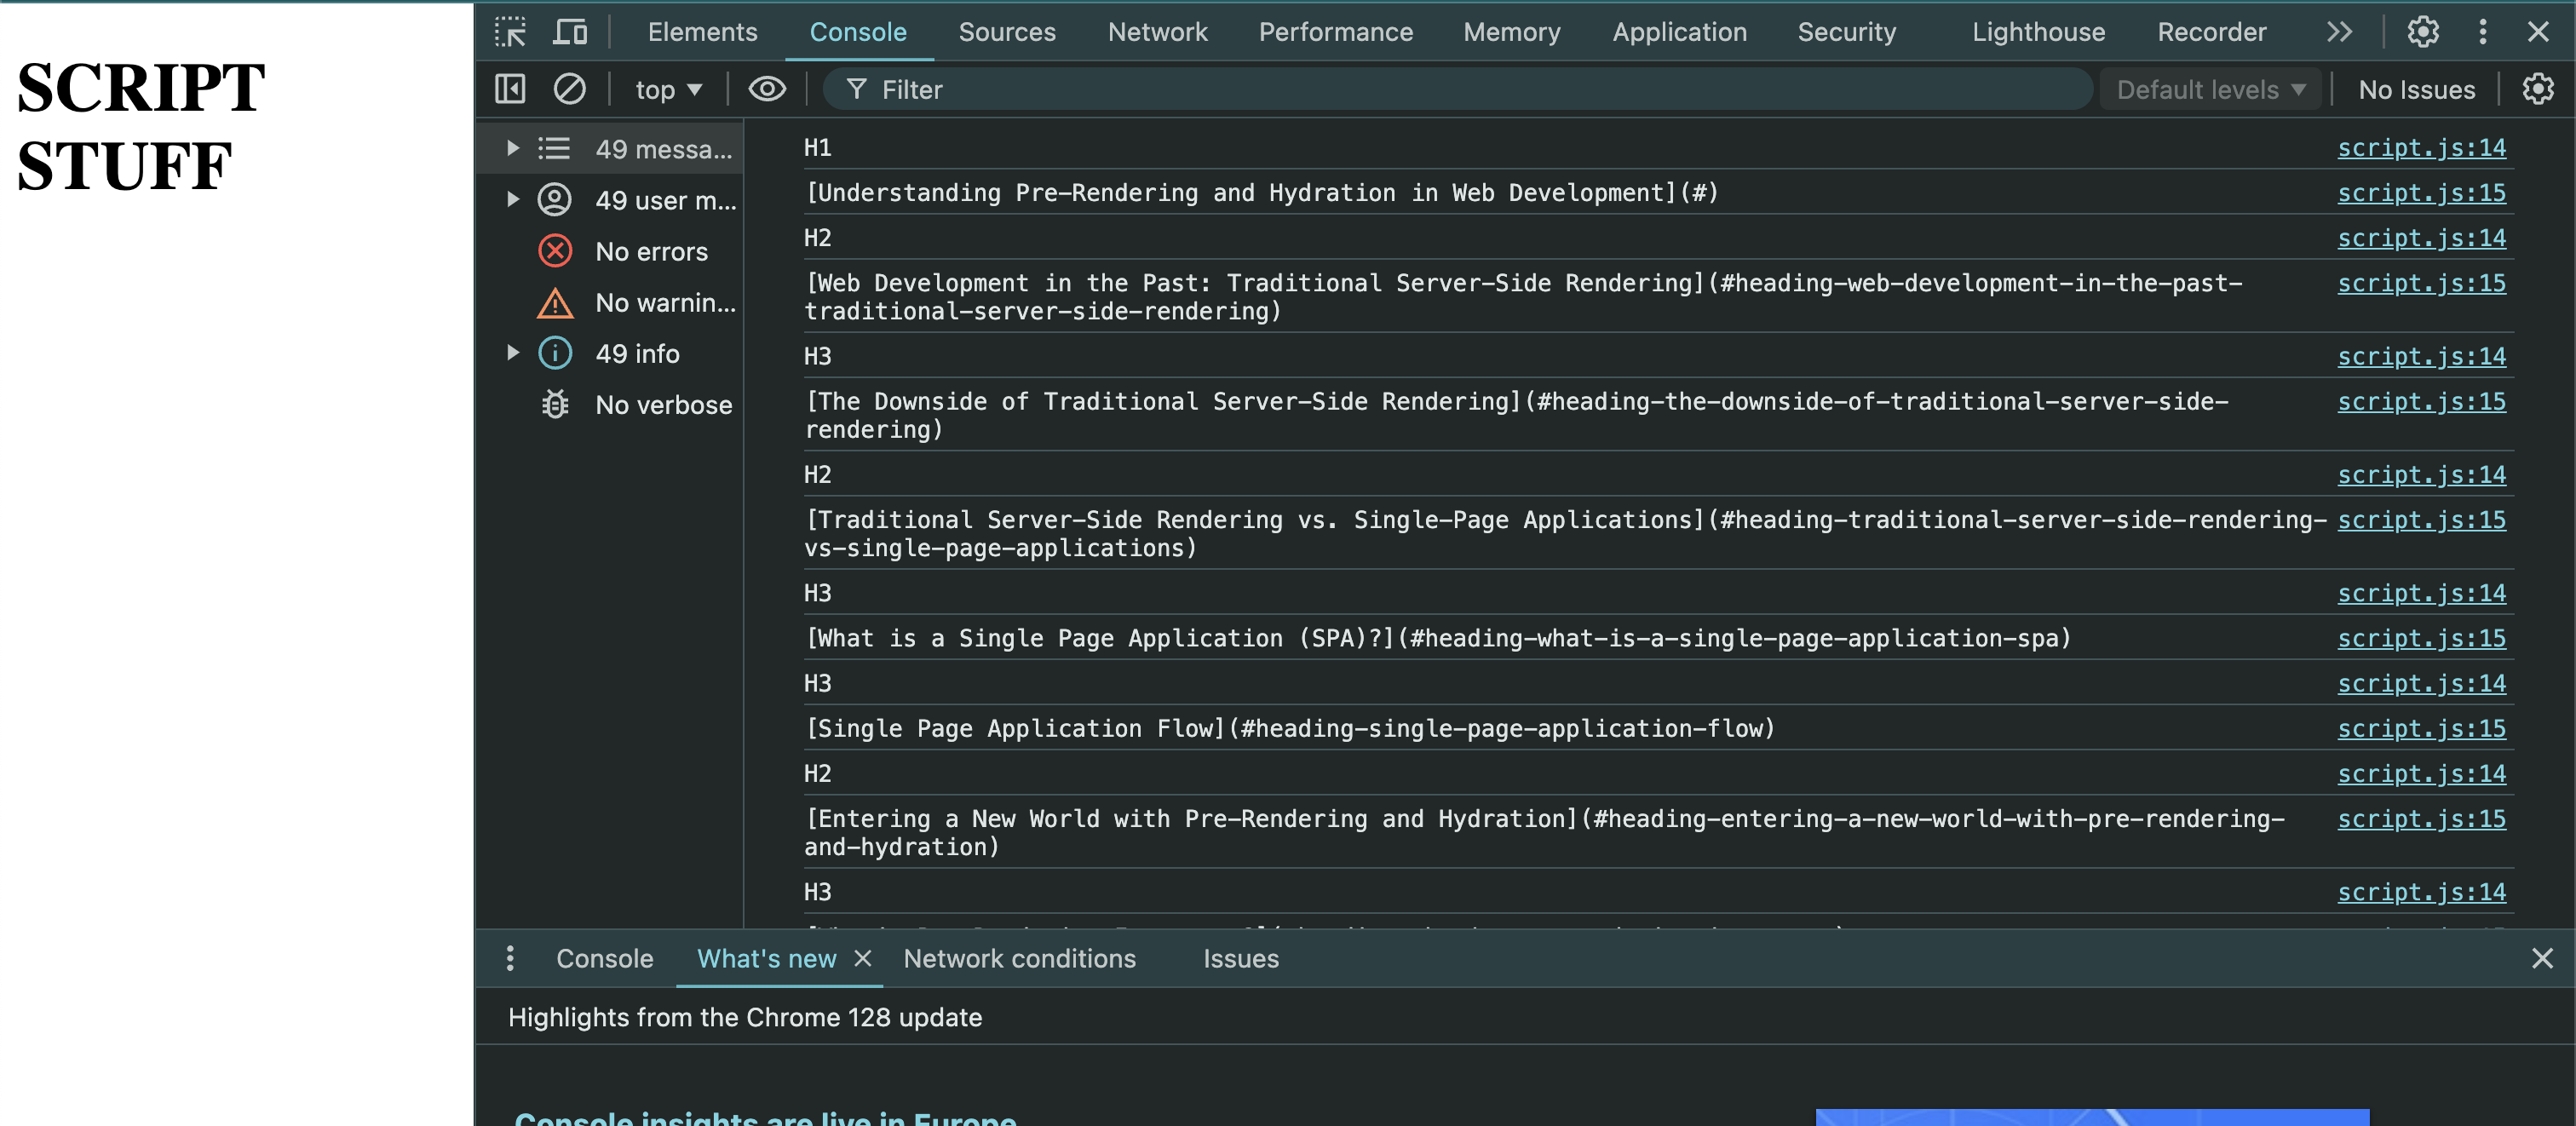 SCRIPT
STUFF
Elements Console Sources Network Performance Memory Application Security Lighthouse Recorder
top Filter Default levels No Issues
49 messa...
49 user m...
No errors
No warnin...
49 info
No verbose
H1 script.js:14
[Understanding Pre-Rendering and Hydration in Web Development](#) script.js:15
H2 script.js:14
[Web Development in the Past: Traditional Server-Side Rendering](#heading-web-development-in-the-past- script.js:15
traditional-server-side-rendering)
H3 script.js:14
[The Downside of Traditional Server-Side Rendering](#heading-the-downside-of-traditional-server-side- script.js:15
rendering)
H2 script.js:14
[Traditional Server-Side Rendering vs. Single-Page Applications](#heading-traditional-server-side-rendering- script.js:15
vs-single-page-applications)
H3 script.js:14
[What is a Single Page Application (SPA)?](#heading-what-is-a-single-page-application-spa) script.js:15
H3 script.js:14
[Single Page Application Flow](#heading-single-page-application-flow) script.js:15
H2 script.js:14
[Entering a New World with Pre-Rendering and Hydration](#heading-entering-a-new-world-with-pre-rendering- script.js:15
and-hydration)
H3 script.js:14
Console What's new Network conditions Issues
Highlights from the Chrome 128 update
Console insights are live in Europe